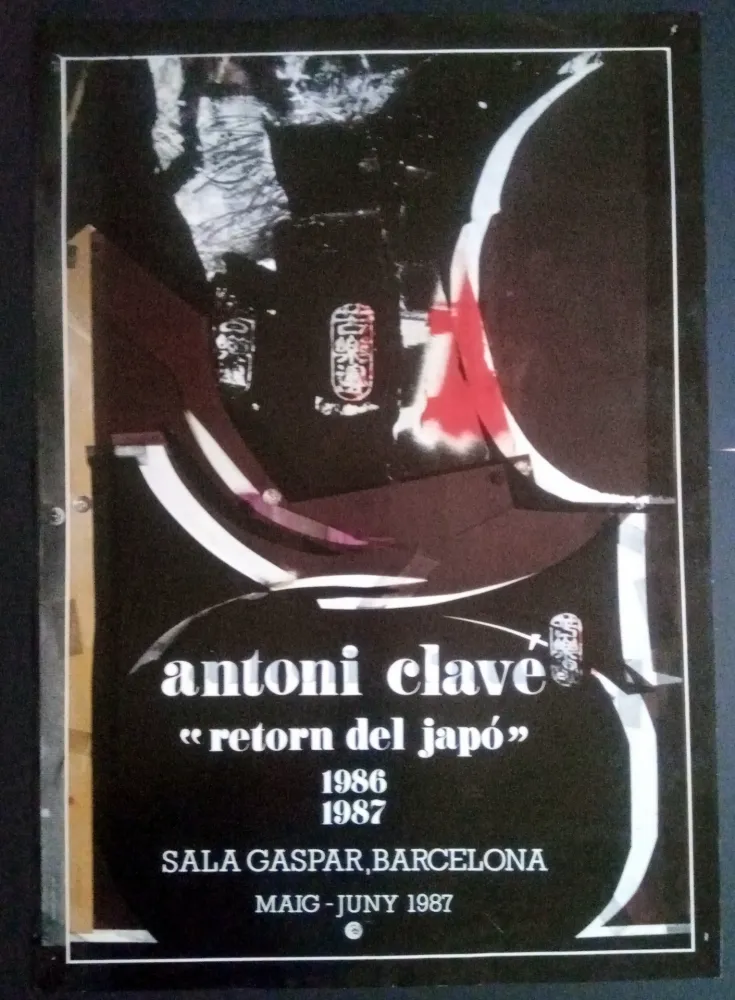 antoni clavé
“retorn del japó”
1986
1987
SALA GASPAR, BARCELONA
MAIG - JUNY 1987